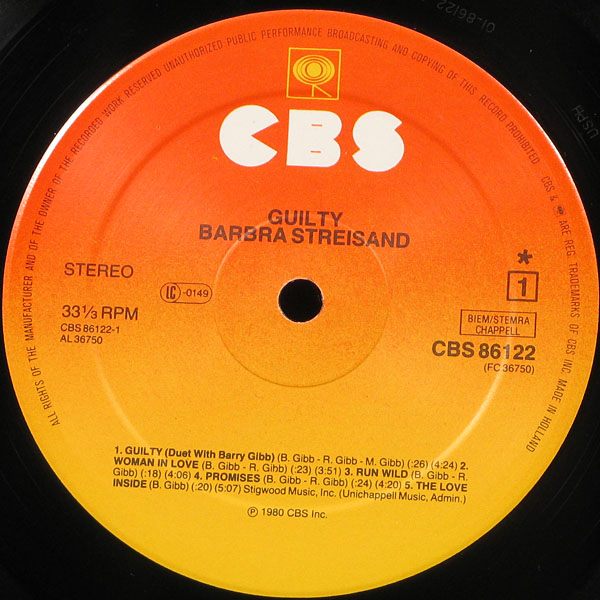 ALL RIGHTS OF THE MANUFACTURER AND OF THE OWNER OF THE RECORDED WORK RESERVED UNAUTHORIZED PUBLIC PERFORMANCE BROADCASTING AND COPYING OF THIS RECORD PROHIBITED CBS & ARE REG. TRADEMARKS OF CBS INC. MADE IN HOLLAND
CBS
GUILTY
BARBRA STREISAND
STEREO
LC -0149
*
1
33⅓ RPM
CBS 86122-1
AL 36750
BIEM/STEMRA
CHAPPELL
CBS 86122
(FC 36750)
1. GUILTY (Duet With Barry Gibb) (B. Gibb - R. Gibb - M. Gibb) (:26) (4:24) 2.
WOMAN IN LOVE (B. Gibb - R. Gibb) (:23) (3:51) 3. RUN WILD (B. Gibb - R.
Gibb) (:18) (4:06) 4. PROMISES (B. Gibb - R. Gibb) (:24) (4:20) 5. THE LOVE
INSIDE (B. Gibb) (:20) (5:07) Stigwood Music, Inc. (Unichappell Music, Admin.)
℗ 1980 CBS Inc.